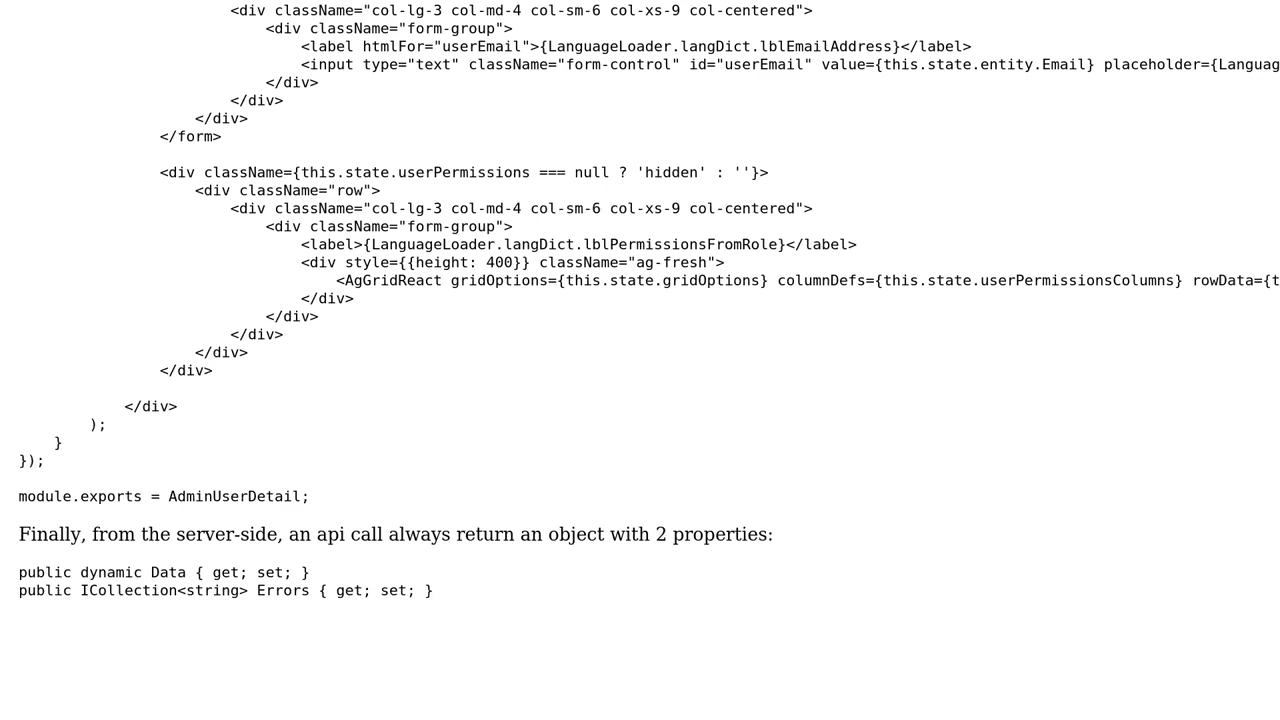 <div className="col-lg-3 col-md-4 col-sm-6 col-xs-9 col-centered">
<div className="form-group">
<label htmlFor="userEmail">{LanguageLoader.langDict.lblEmailAddress}</label>
<input type="text" className="form-control" id="userEmail" value={this.state.entity.Email} placeholder={Languag
</div>
</div>
</div>
</form>
<div className={this.state.userPermissions === null ? 'hidden' : ''}>
<div className="row">
<div className="col-lg-3 col-md-4 col-sm-6 col-xs-9 col-centered">
<div className="form-group">
<label>{LanguageLoader.langDict.lblPermissionsFromRole}</label>
<div style={{height: 400}} className="ag-fresh">
<AgGridReact gridOptions={this.state.gridOptions} columnDefs={this.state.userPermissionsColumns} rowData={t
</div>
</div>
</div>
</div>
</div>
</div>
);
}
});
module.exports = AdminUserDetail;
Finally, from the server-side, an api call always return an object with 2 properties:
public dynamic Data { get; set; }
public ICollection<string> Errors { get; set; }